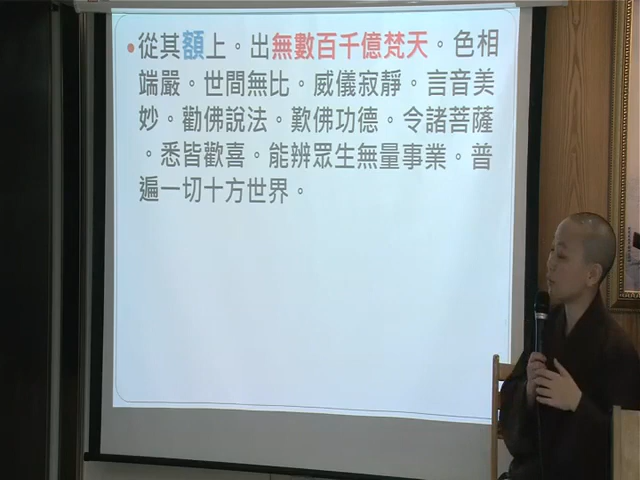 •從其額上。出無數百千億梵天。色相
端嚴。世間無比。威儀寂靜。言音美
妙。勸佛說法。歎佛功德。令諸菩薩
。悉皆歡喜。能辨眾生無量事業。普
遍一切十方世界。